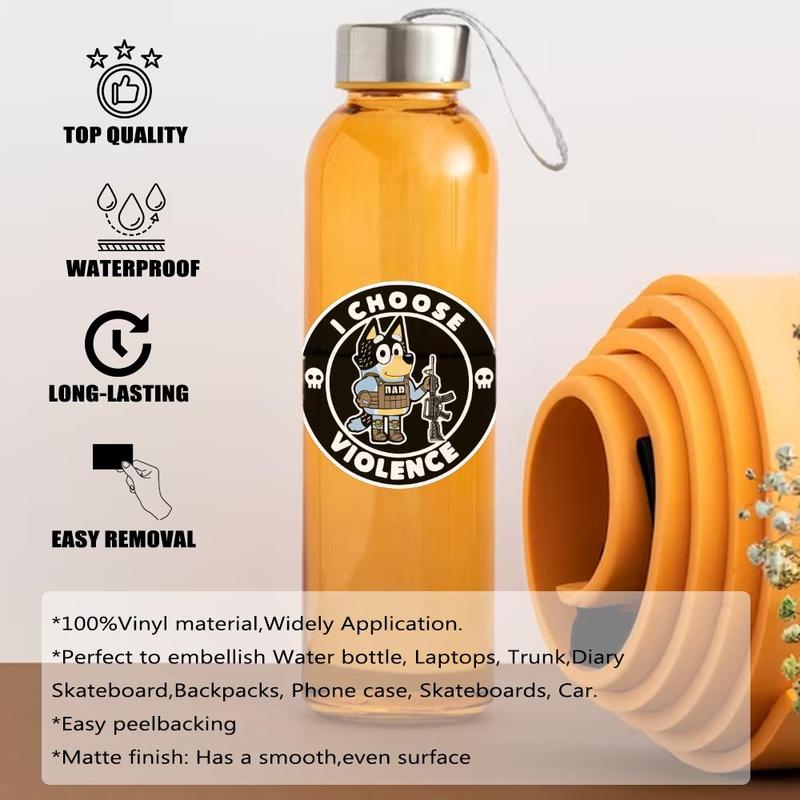 TOP QUALITY
WATERPROOF
LONG-LASTING
EASY REMOVAL
I CHOOSE
DAD
VIOLENCE
*100%Vinyl material,Widely Application.
*Perfect to embellish Water bottle, Laptops, Trunk,Diary
Skateboard,Backpacks, Phone case, Skateboards, Car.
*Easy peelbacking
*Matte finish: Has a smooth,even surface